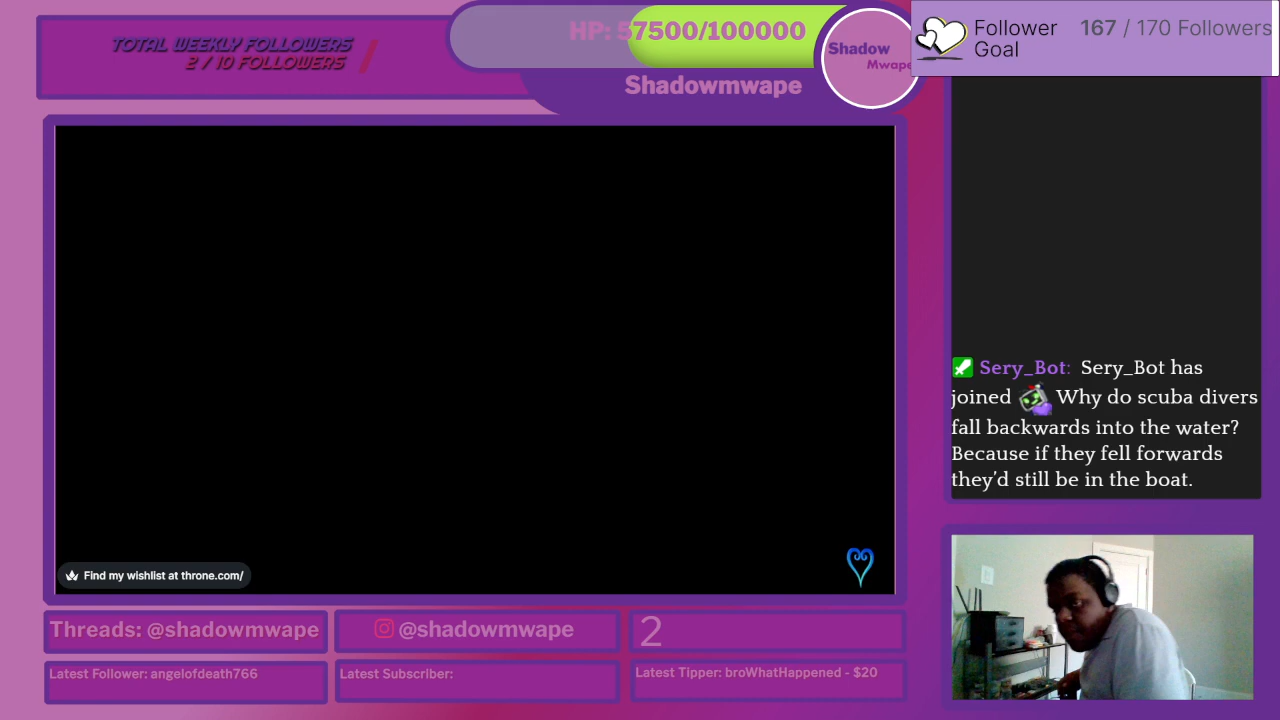 TOTAL WEEKLY FOLLOWERS
2 / 10 FOLLOWERS
HP: 57500/100000
Shadowmwape
Shadow
Mwape
Follower
Goal
167 / 170 Followers
Sery_Bot: Sery_Bot has
joined Why do scuba divers
fall backwards into the water?
Because if they fell forwards
they'd still be in the boat.
Find my wishlist at throne.com/
Threads: @shadowmwape
@shadowmwape
2
Latest Follower: angelofdeath766
Latest Subscriber:
Latest Tipper: broWhatHappened - $20